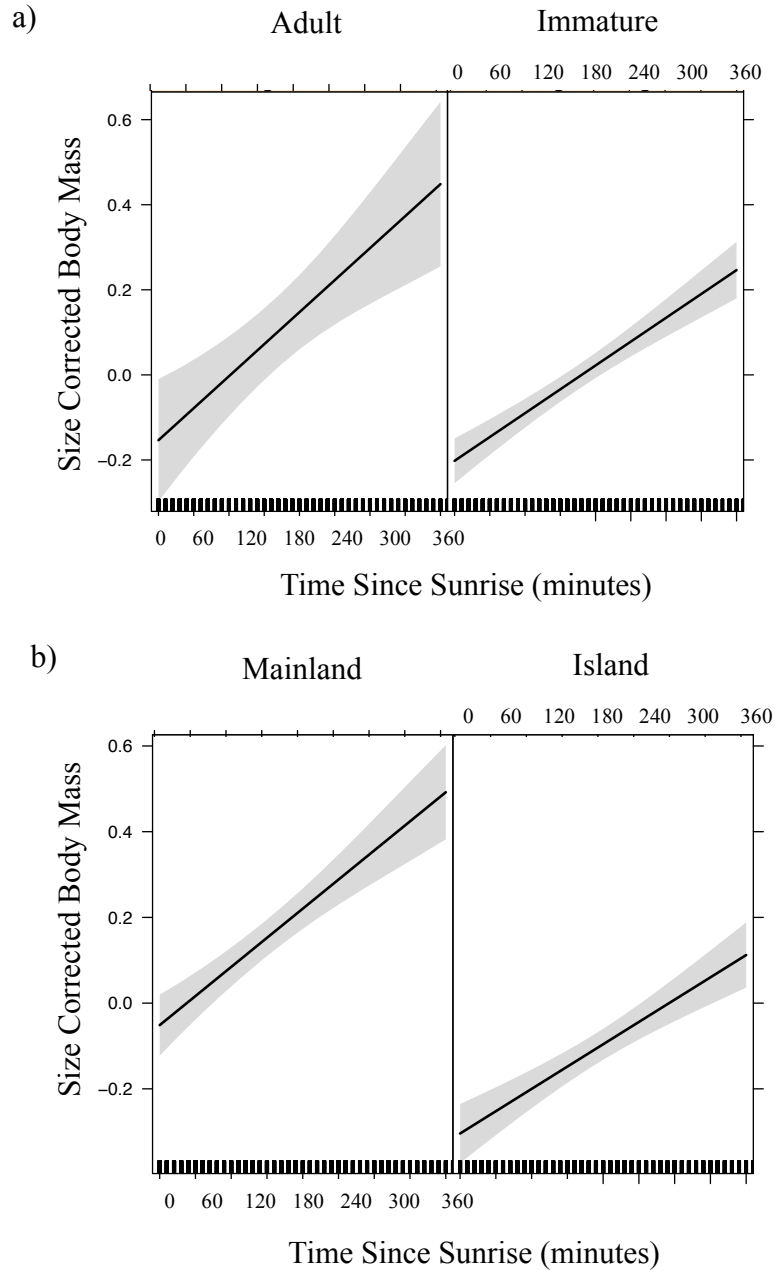 a)
Adult
Immature
0 60 120 180 240 300 360
0.6
0.4
0.2
0.0
−0.2
Size Corrected Body Mass
0 60 120 180 240 300 360
Time Since Sunrise (minutes)
b)
Mainland
Island
0 60 120 180 240 300 360
0.6
0.4
0.2
0.0
−0.2
Size Corrected Body Mass
0 60 120 180 240 300 360
Time Since Sunrise (minutes)